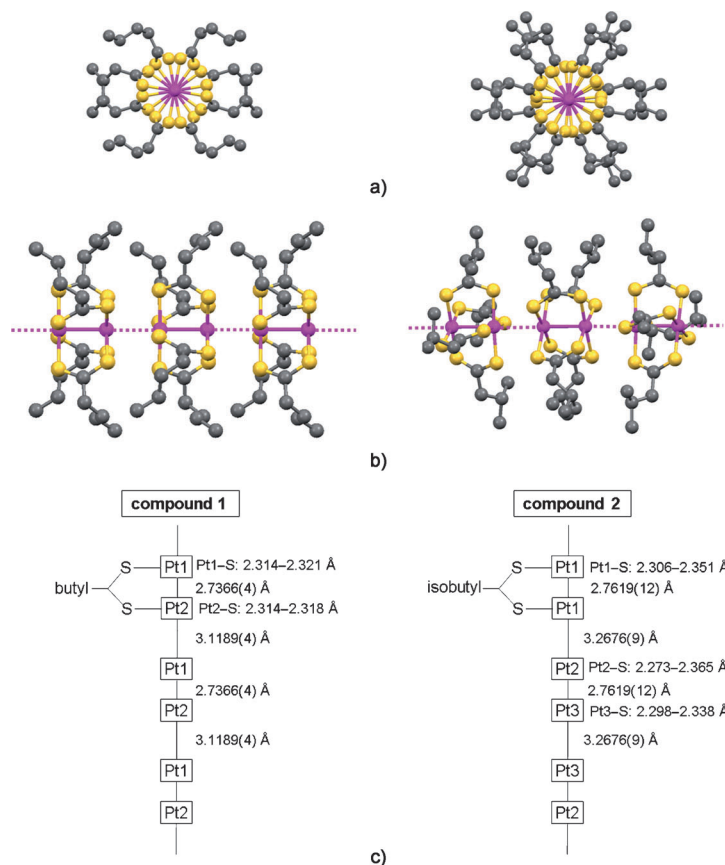 a)
b)
compound 1
compound 2
S Pt1 Pt1–S: 2.314–2.321 Å
butyl 2.7366(4) Å
S Pt2 Pt2–S: 2.314–2.318 Å
3.1189(4) Å
Pt1
2.7366(4) Å
Pt2
3.1189(4) Å
Pt1
Pt2
S Pt1 Pt1–S: 2.306–2.351 Å
isobutyl 2.7619(12) Å
S Pt1
3.2676(9) Å
Pt2 Pt2–S: 2.273–2.365 Å
2.7619(12) Å
Pt3 Pt3–S: 2.298–2.338 Å
3.2676(9) Å
Pt3
Pt2
c)